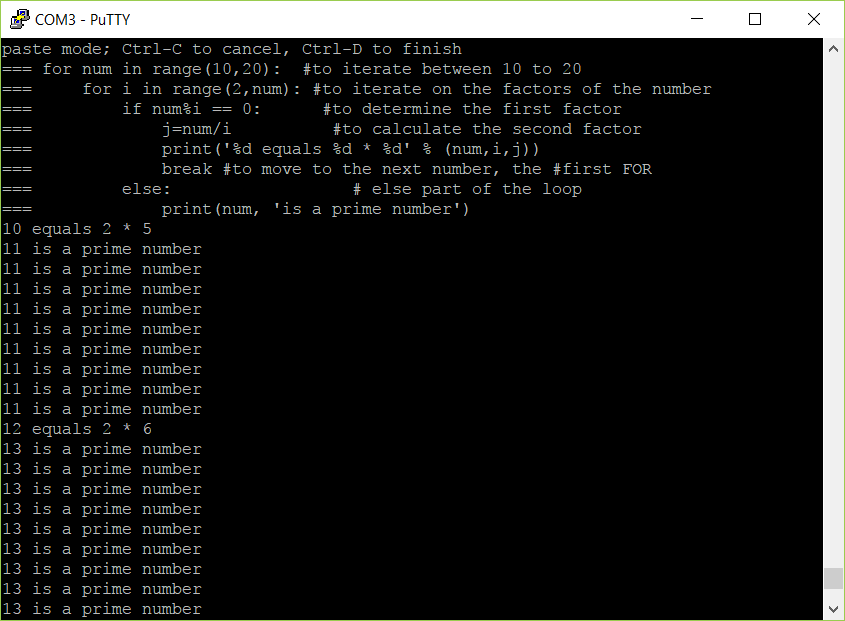 COM3 - PuTTY
paste mode; Ctrl-C to cancel, Ctrl-D to finish
=== for num in range(10,20):  #to iterate between 10 to 20
===     for i in range(2,num): #to iterate on the factors of the number
===         if num%i == 0:      #to determine the first factor
===             j=num/i          #to calculate the second factor
===             print('%d equals %d * %d' % (num,i,j))
===             break #to move to the next number, the #first FOR
===         else:                  # else part of the loop
===             print(num, 'is a prime number')
10 equals 2 * 5
11 is a prime number
11 is a prime number
11 is a prime number
11 is a prime number
11 is a prime number
11 is a prime number
11 is a prime number
11 is a prime number
11 is a prime number
12 equals 2 * 6
13 is a prime number
13 is a prime number
13 is a prime number
13 is a prime number
13 is a prime number
13 is a prime number
13 is a prime number
13 is a prime number
13 is a prime number